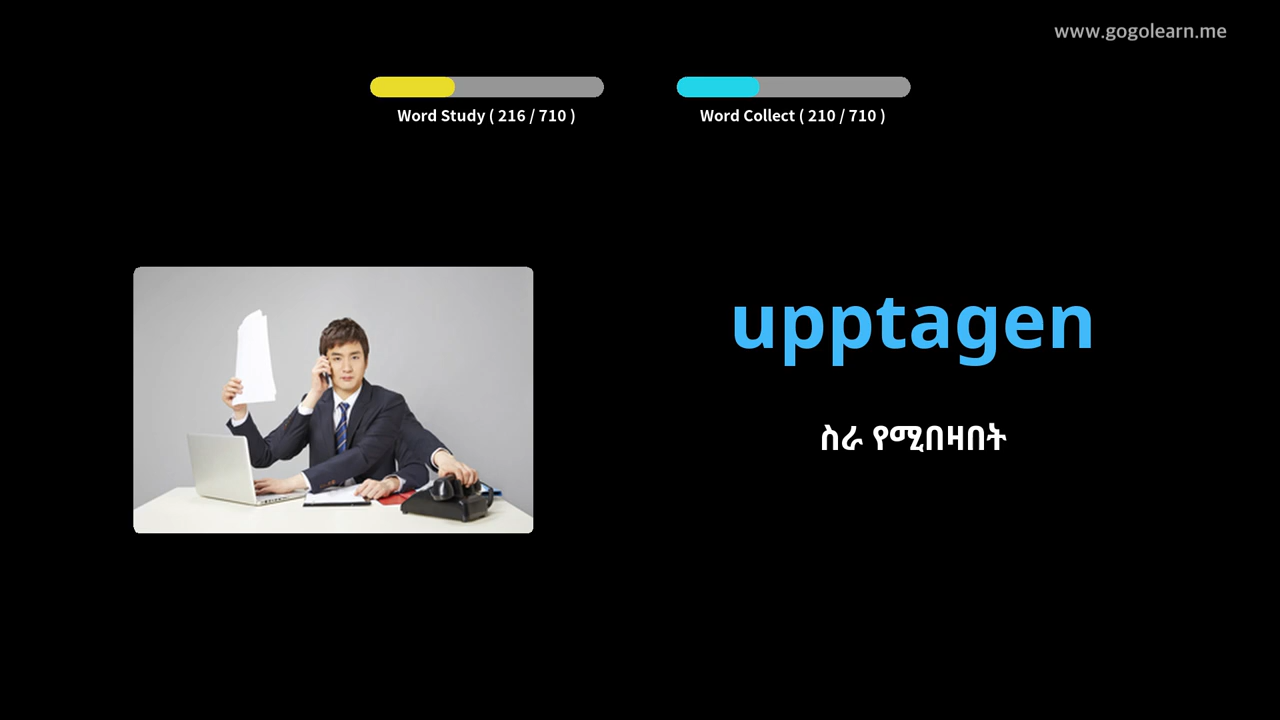 www.gogolearn.me
Word Study ( 216 / 710 )
Word Collect ( 210 / 710 )
upptagen
ስራ የሚበዛበት